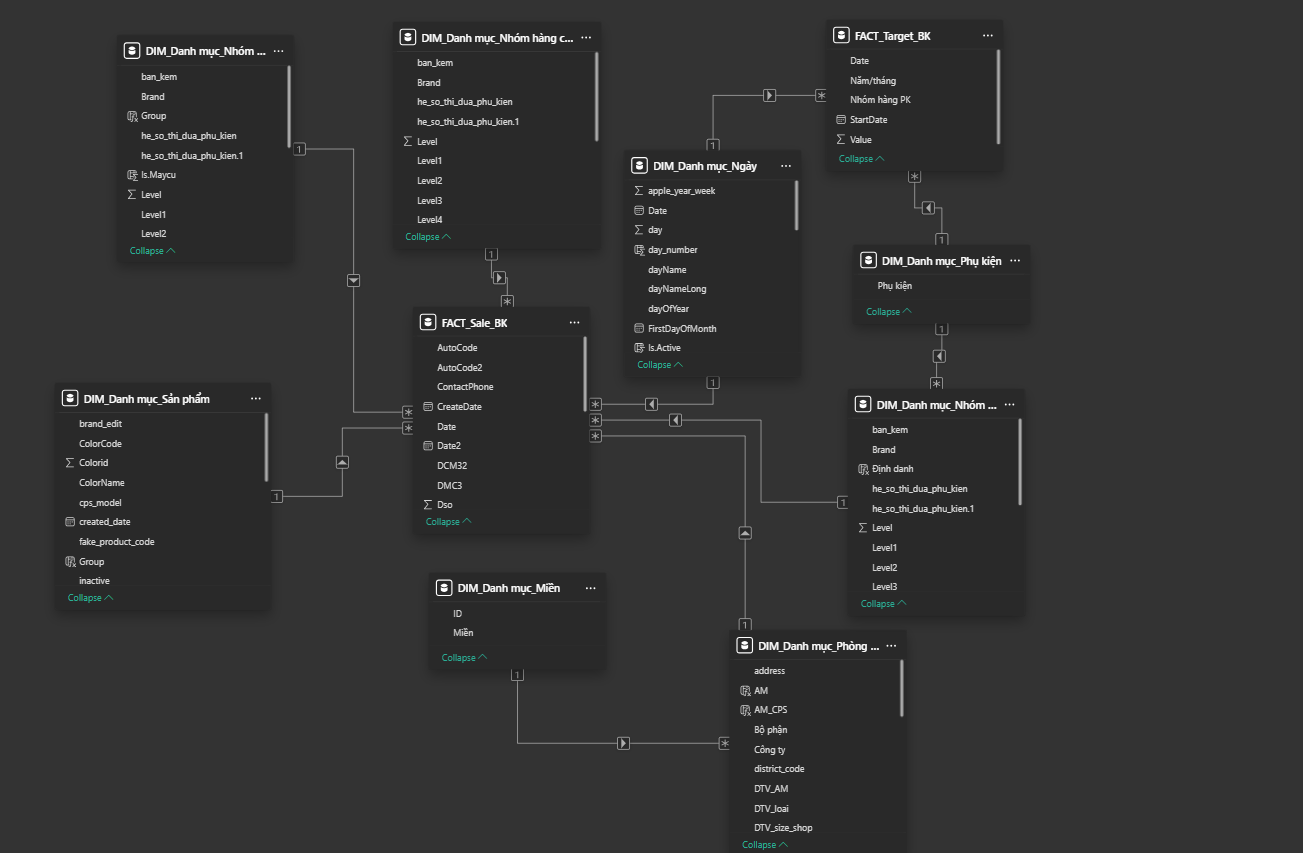 DIM_Danh mục_Nhóm ...
ban_kem
Brand
Group
he_so_thi_dua_phu_kien
he_so_thi_dua_phu_kien.1
Is.Maycu
Level
Level1
Level2
Collapse
DIM_Danh mục_Nhóm hàng c...
ban_kem
Brand
he_so_thi_dua_phu_kien
he_so_thi_dua_phu_kien.1
Level
Level1
Level2
Level3
Level4
Collapse
FACT_Target_BK
Date
Năm/tháng
Nhóm hàng PK
StartDate
Value
Collapse
DIM_Danh mục_Ngày
apple_year_week
Date
day
day_number
dayName
dayNameLong
dayOfYear
FirstDayOfMonth
Is.Active
Collapse
DIM_Danh mục_Phụ kiện
Phụ kiện
Collapse
FACT_Sale_BK
AutoCode
AutoCode2
ContactPhone
CreateDate
Date
Date2
DCM32
DMC3
Dso
Collapse
DIM_Danh mục_Sản phẩm
brand_edit
ColorCode
Colorid
ColorName
cps_model
created_date
fake_product_code
Group
inactive
Collapse
DIM_Danh mục_Nhóm ...
ban_kem
Brand
Định danh
he_so_thi_dua_phu_kien
he_so_thi_dua_phu_kien.1
Level
Level1
Level2
Level3
Collapse
DIM_Danh mục_Miền
ID
Miền
Collapse
DIM_Danh mục_Phòng ...
address
AM
AM_CPS
Bộ phận
Công ty
district_code
DTV_AM
DTV_loai
DTV_size_shop
Collapse
1
*
1
*
1
*
1
*
1
*
1
*
1
*
1
*
1
*
1
*